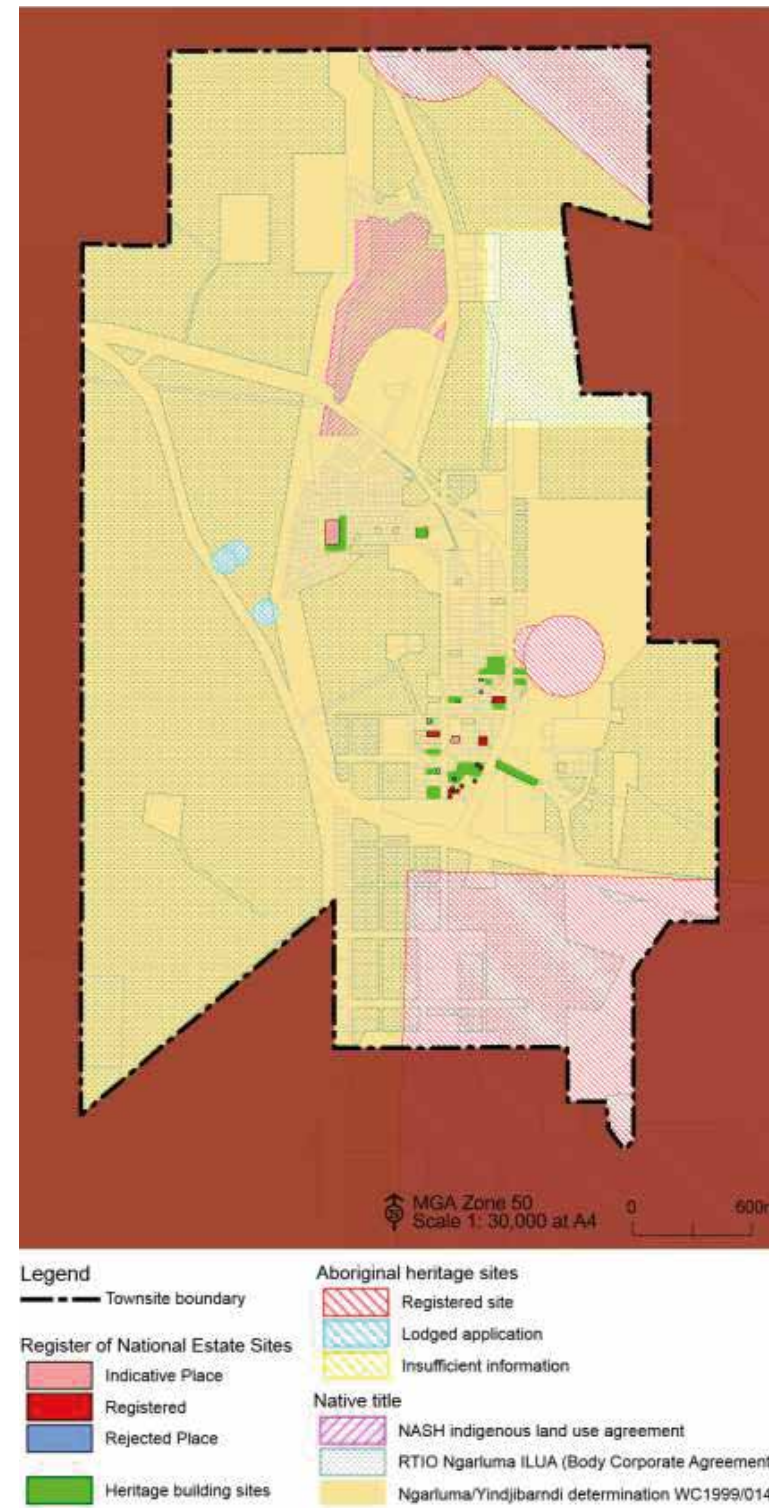 MGA Zone 50
Scale 1: 30,000 at A4
0 600m
Legend
Townsite boundary
Register of National Estate Sites
Indicative Place
Registered
Rejected Place
Heritage building sites
Aboriginal heritage sites
Registered site
Lodged application
Insufficient information
Native title
NASH indigenous land use agreement
RTIO Ngarluma ILUA (Body Corporate Agreement
Ngarluma/Yindjibarndi determination WC1999/014